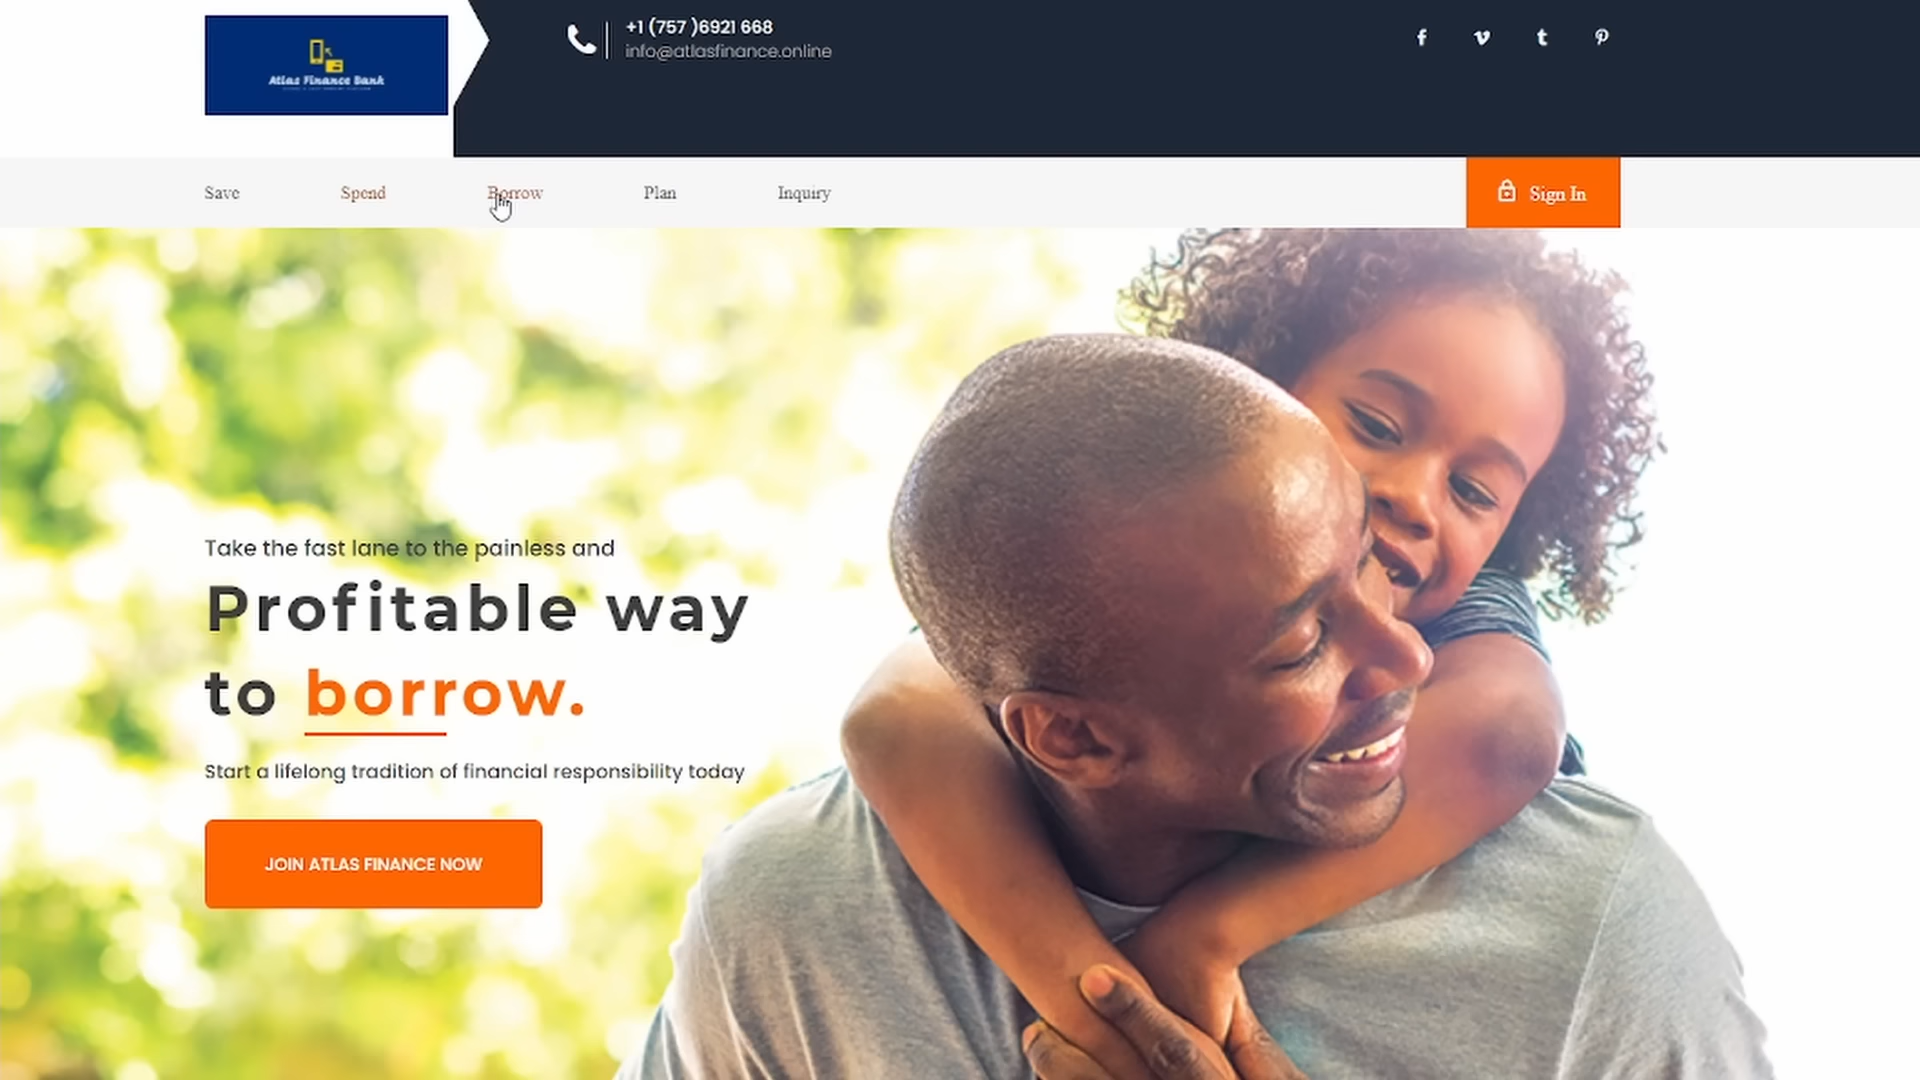 Atlas Finance Bank
+1 (757 )6921 668
info@atlasfinance.online
Save
Spend
Borrow
Plan
Inquiry
Sign In
Take the fast lane to the painless and
Profitable way
to borrow.
Start a lifelong tradition of financial responsibility today
JOIN ATLAS FINANCE NOW